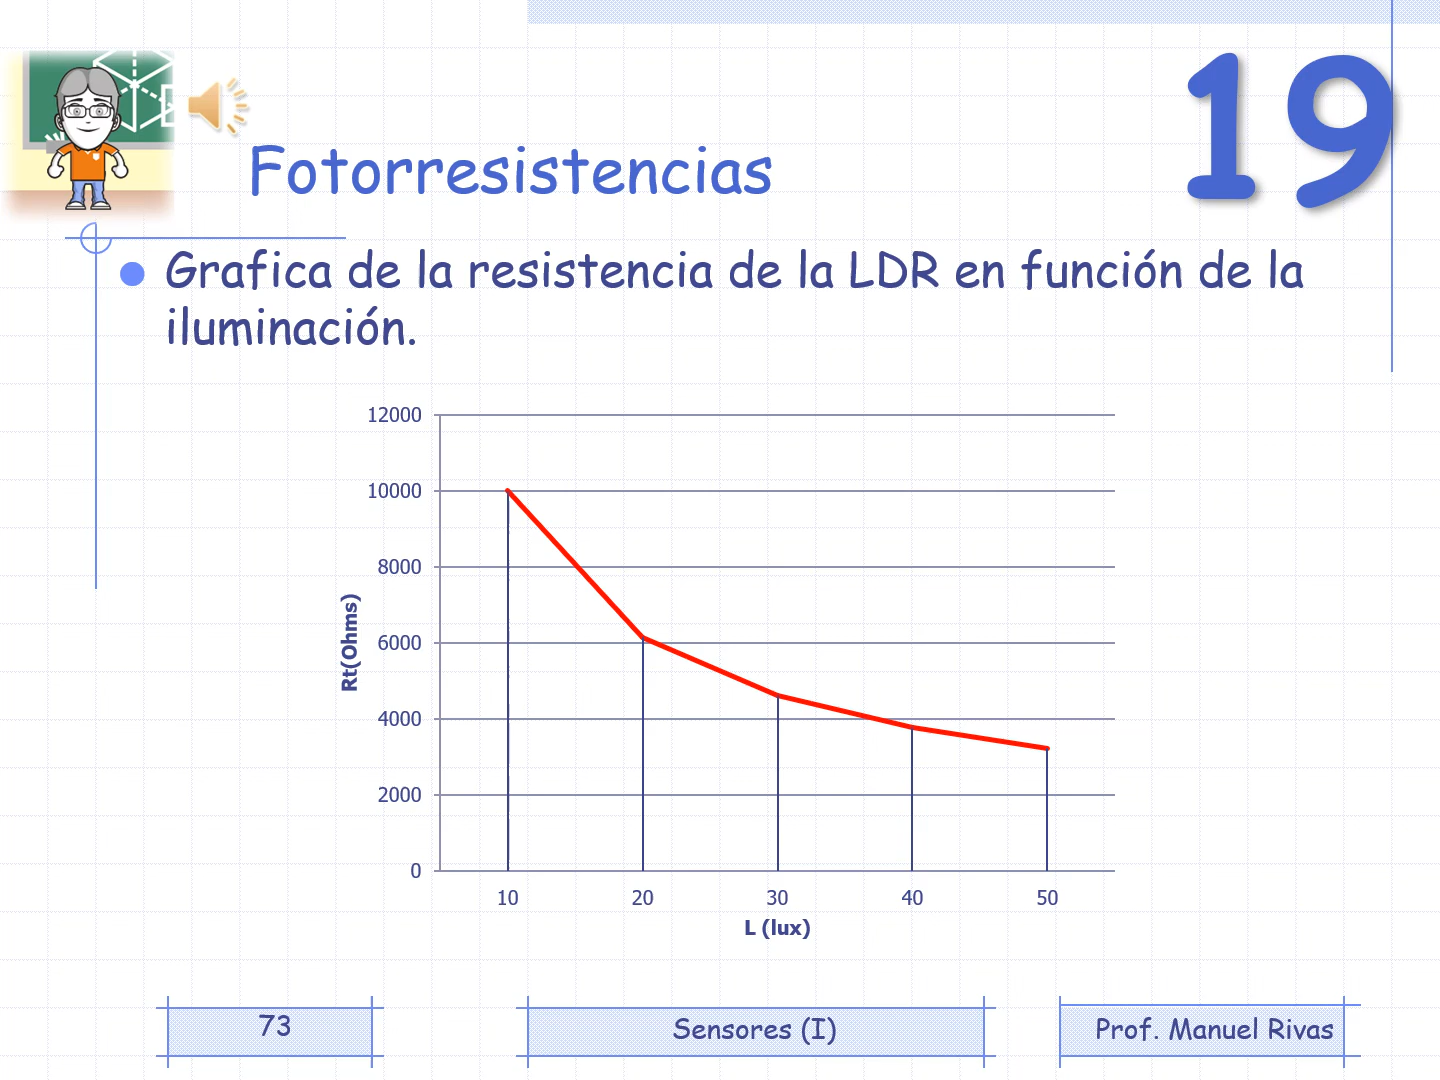 19
Fotorresistencias
Grafica de la resistencia de la LDR en función de la
iluminación.
12000
10000
8000
6000
4000
2000
0
Rt(Ohms)
10 20 30 40 50
L (lux)
73
Sensores (I)
Prof. Manuel Rivas